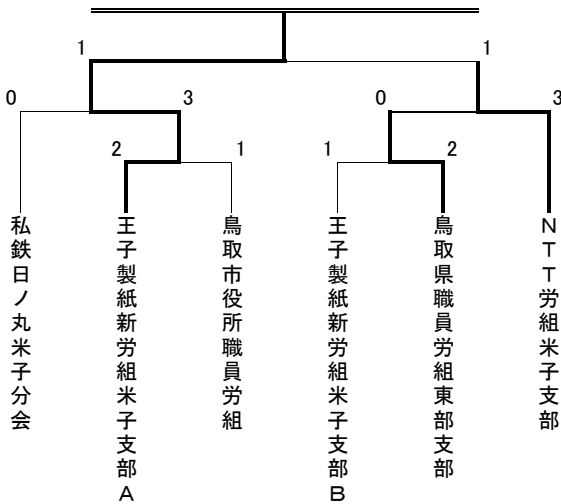 1 1
0 3 0 3
2 1 1 2
私鉄日ノ丸米子分会
王子製紙新労組米子支部A
鳥取市役所職員労組
王子製紙新労組米子支部B
鳥取県職員労組東部支部
NTT労組米子支部